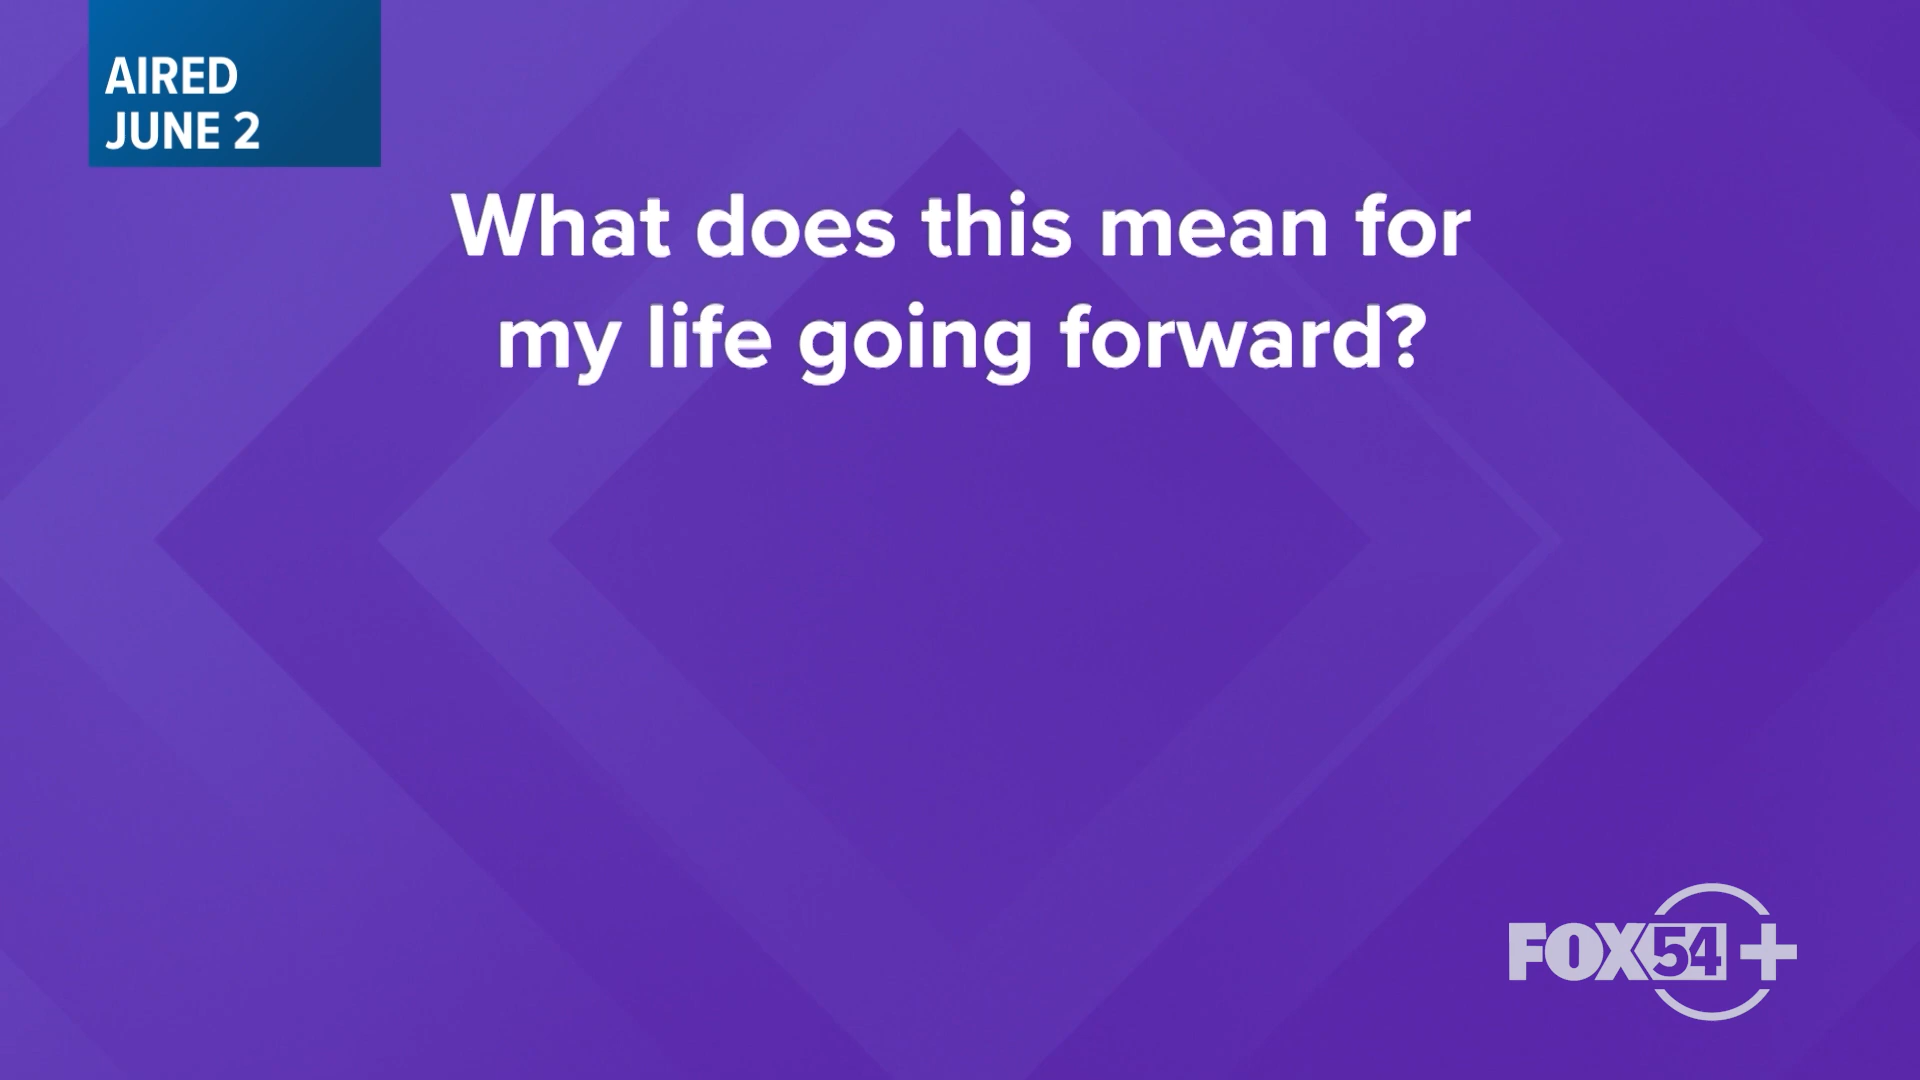 AIRED
JUNE 2
What does this mean for
my life going forward?
FOX54+